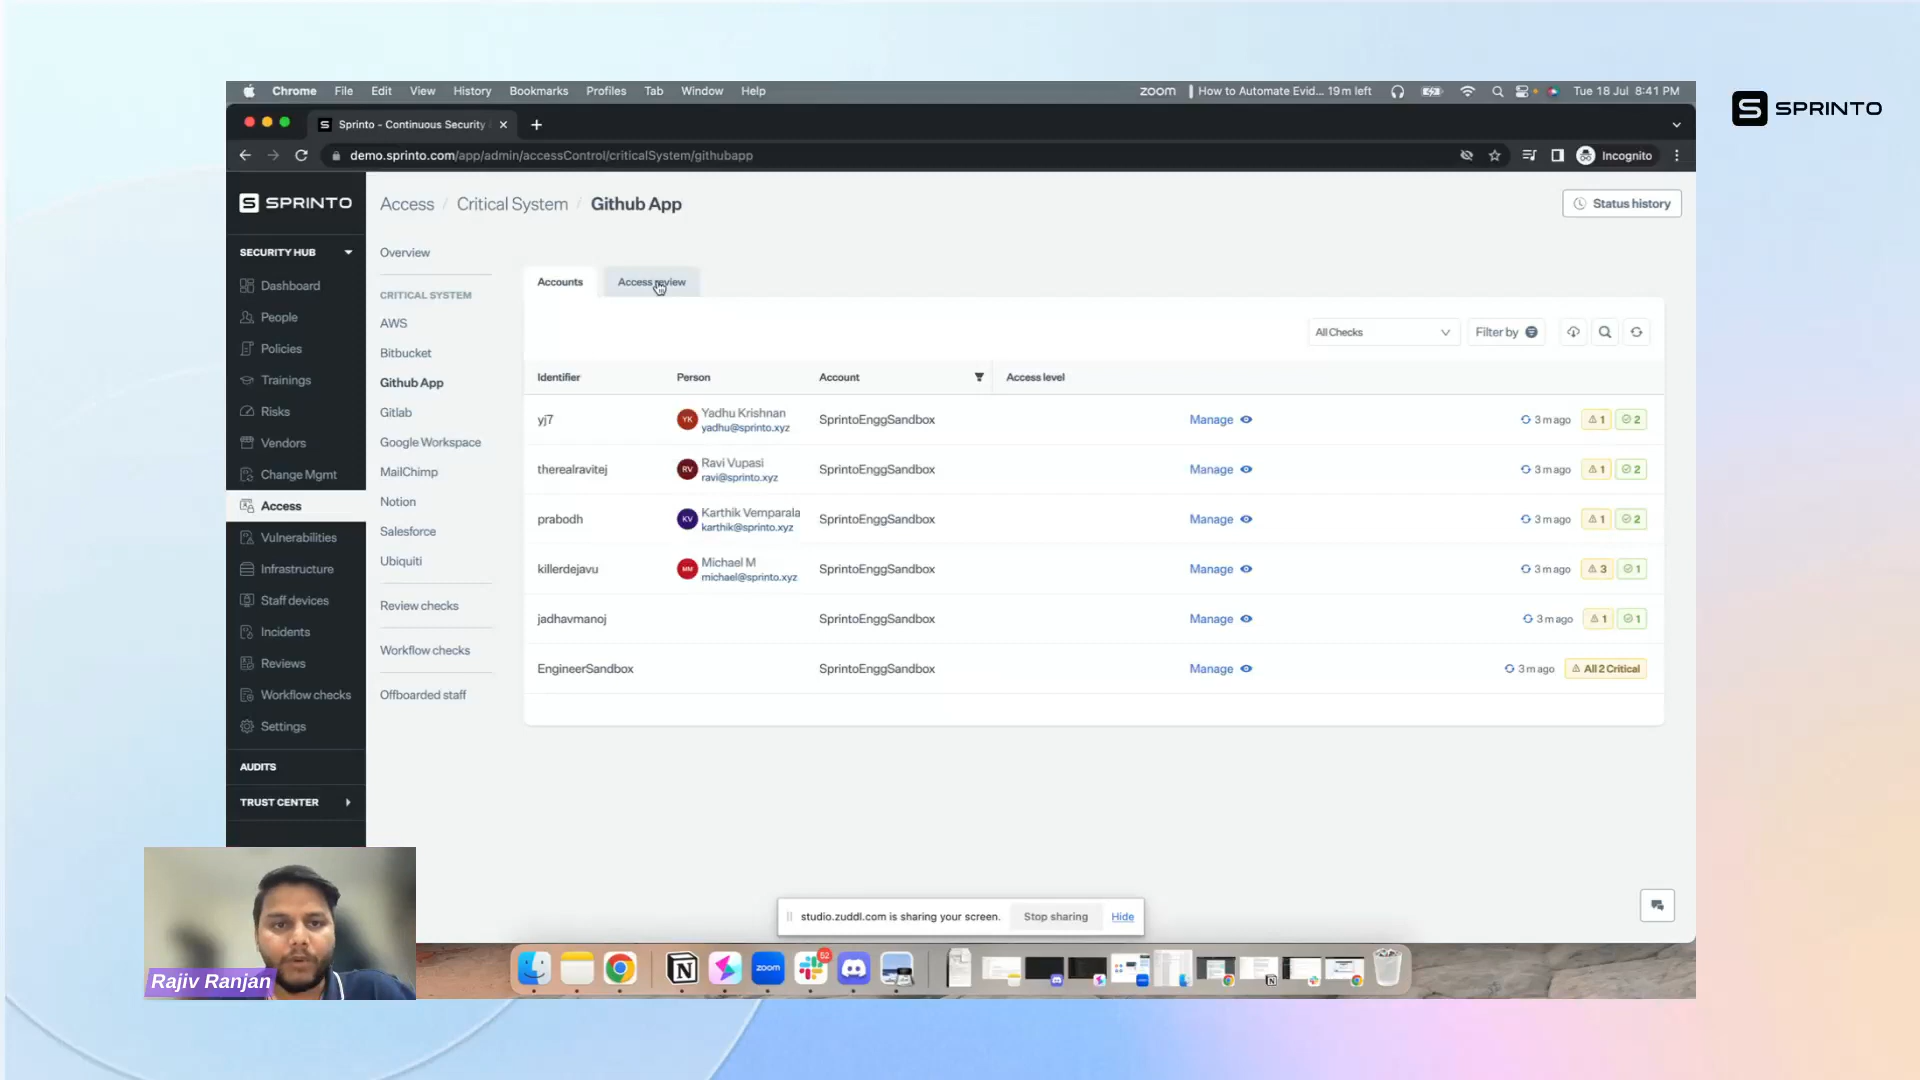 Chrome File Edit View History Bookmarks Profiles Tab Window Help
zoom How to Automate Evid... 19 m left Tue 18 Jul 8:41 PM
SPRINTO
Sprinto - Continuous Security
demo.sprinto.com/app/admin/accessControl/criticalSystem/githubapp
Incognito
SPRINTO
Access / Critical System / Github App
Status history
SECURITY HUB
Dashboard
People
Policies
Trainings
Risks
Vendors
Change Mgmt
Access
Vulnerabilities
Infrastructure
Staff devices
Incidents
Reviews
Workflow checks
Settings
AUDITS
TRUST CENTER
Overview
CRITICAL SYSTEM
AWS
Bitbucket
Github App
Gitlab
Google Workspace
MailChimp
Notion
Salesforce
Ubiquiti
Review checks
Workflow checks
Offboarded staff
Accounts
Access review
All Checks
Filter by
Identifier Person Account Access level
yj7 YK Yadhu Krishnan SprintoEnggSandbox Manage 3 m ago 1 2
yadhu@sprinto.xyz
therealravitej RV Ravi Vupasi SprintoEnggSandbox Manage 3 m ago 1 2
ravi@sprinto.xyz
prabodh KV Karthik Vemparala SprintoEnggSandbox Manage 3 m ago 1 2
karthik@sprinto.xyz
killerdejavu MM Michael M SprintoEnggSandbox Manage 3 m ago 3 1
michael@sprinto.xyz
jadhavmanoj SprintoEnggSandbox Manage 3 m ago 1 1
EngineerSandbox SprintoEnggSandbox Manage 3 m ago All 2 Critical
studio.zuddl.com is sharing your screen. Stop sharing Hide
zoom
52
Rajiv Ranjan